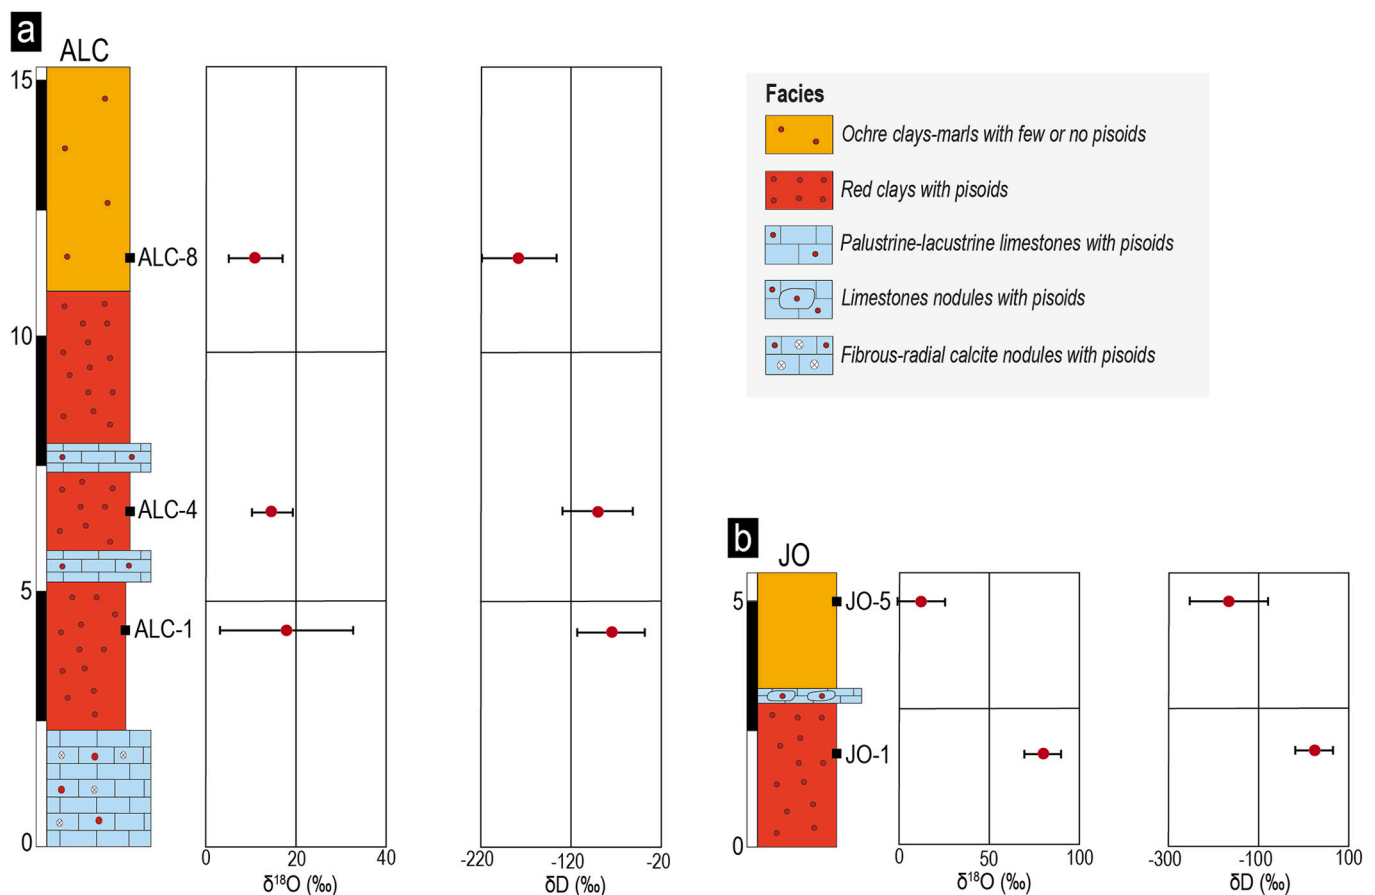 a
ALC
15
10
5
0
ALC-8
ALC-4
ALC-1
0 20 40
δ¹⁸O (‰)
-220 -120 -20
δD (‰)
Facies
Ochre clays-marls with few or no pisoids
Red clays with pisoids
Palustrine-lacustrine limestones with pisoids
Limestones nodules with pisoids
Fibrous-radial calcite nodules with pisoids
b
JO
5
0
JO-5
JO-1
0 50 100
δ¹⁸O (‰)
-300 -100 100
δD (‰)